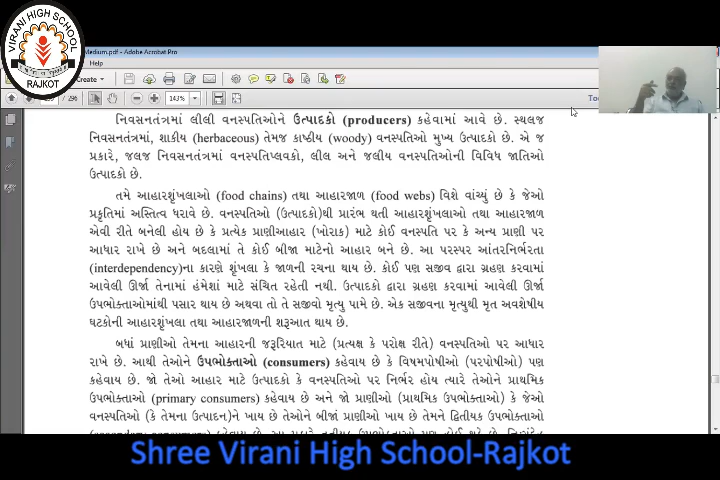 VIRANI HIGH SCHOOL
RAJKOT
Medium.pdf - Adobe Acrobat Pro
Help
Create
143%
નિવસનતંત્રમાં લીલી વનસ્પતિઓને ઉત્પાદકો (producers) કહેવામાં આવે છે. સ્થલજ
નિવસનતંત્રમાં, શાકીય (herbaceous) તેમજ કાષ્ઠીય (woody) વનસ્પતિઓ મુખ્ય ઉત્પાદકો છે. એ જ
પ્રકારે, જલજ નિવસનતંત્રમાં વનસ્પતિપ્લવકો, લીલ અને જલીય વનસ્પતિઓની વિવિધ જાતિઓ
ઉત્પાદકો છે.
તમે આહારશૃંખલાઓ (food chains) તથા આહારજાળ (food webs) વિશે વાંચ્યું છે કે જેઓ
પ્રકૃતિમાં અસ્તિત્વ ધરાવે છે. વનસ્પતિઓ (ઉત્પાદકો)થી પ્રારંભ થતી આહારશૃંખલાઓ તથા આહારજાળ
એવી રીતે બનેલી હોય છે કે પ્રત્યેક પ્રાણીઆહાર (ખોરાક) માટે કોઈ વનસ્પતિ પર કે અન્ય પ્રાણી પર
આધાર રાખે છે અને બદલામાં તે કોઈ બીજા માટેનો આહાર બને છે. આ પરસ્પર આંતરનિર્ભરતા
(interdependency)ના કારણે શૃંખલા કે જાળની રચના થાય છે. કોઈ પણ સજીવ દ્વારા ગ્રહણ કરવામાં
આવેલી ઊર્જા તેનામાં હંમેશાં માટે સંચિત રહેતી નથી. ઉત્પાદકો દ્વારા ગ્રહણ કરવામાં આવેલી ઊર્જા
ઉપભોક્તાઓમાંથી પસાર થાય છે અથવા તો તે સજીવો મૃત્યુ પામે છે. એક સજીવના મૃત્યુથી મૃત અવશેષીય
ઘટકોની આહારશૃંખલા તથા આહારજાળની શરૂઆત થાય છે.
બધાં પ્રાણીઓ તેમના આહારની જરૂરિયાત માટે (પ્રત્યક્ષ કે પરોક્ષ રીતે) વનસ્પતિઓ પર આધાર
રાખે છે. આથી તેઓને ઉપભોક્તાઓ (consumers) કહેવાય છે કે વિષમપોષીઓ (પરપોષીઓ) પણ
કહેવાય છે. જો તેઓ આહાર માટે ઉત્પાદકો કે વનસ્પતિઓ પર નિર્ભર હોય ત્યારે તેઓને પ્રાથમિક
ઉપભોક્તાઓ (primary consumers) કહેવાય છે અને જો પ્રાણીઓ (પ્રાથમિક ઉપભોક્તાઓ) કે જેઓ
વનસ્પતિઓ (કે તેમના ઉત્પાદન)ને ખાય છે તેઓને બીજાં પ્રાણીઓ ખાય છે તેમને દ્વિતીયક ઉપભોક્તાઓ
Shree Virani High School-Rajkot